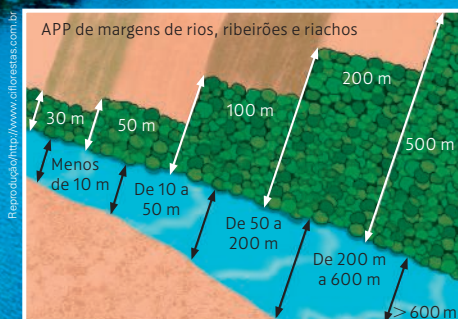 APP de margens de rios, ribeirões e riachos
30 m
50 m
100 m
200 m
500 m
Menos
de 10 m
De 10 a
50 m
De 50 a
200 m
De 200 m
a 600 m
> 600 m
Reprodução/http://www.ciflorestas.com.br